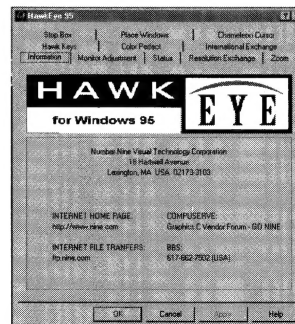 HawkEye 95
Stop Box Place Windows Chameleon Cursor
Hawk Keys Color Perfect International Exchange
Information Monitor Adjustment Status Resolution Exchange Zoom
HAWK EYE
for Windows 95
Number Nine Visual Technology Corporation
18 Hartwell Avenue
Lexington, MA USA 02173-3103
INTERNET HOME PAGE: COMPUSERVE:
http://www.nine.com Graphics C Vendor Forum - GO NINE
INTERNET FILE TRANFERS: BBS:
ftp.nine.com 617-862-7502 (USA)
OK Cancel Apply Help